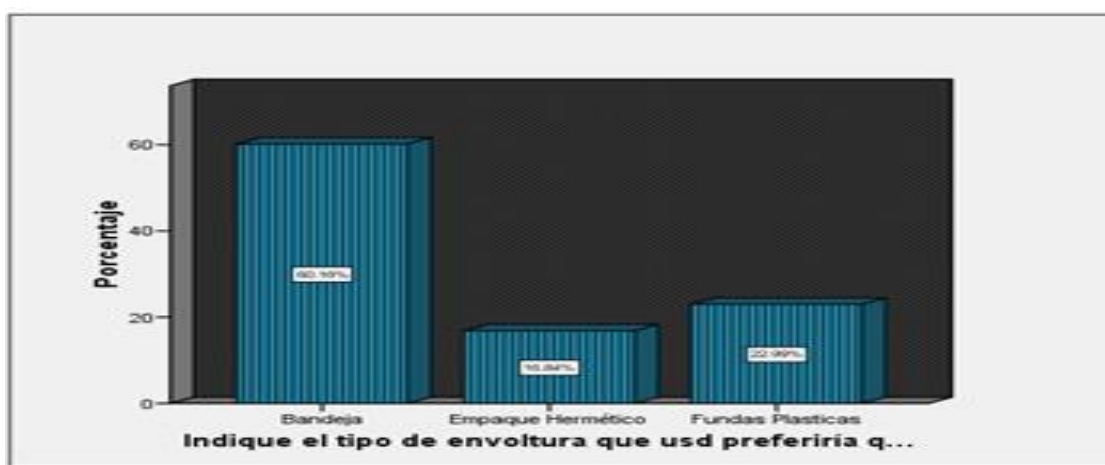 60
40
20
0
Porcentaje
60.16%
16.84%
22.99%
Bandeja
Empaque Hermético
Fundas Plasticas
Indique el tipo de envoltura que usd preferiria q...